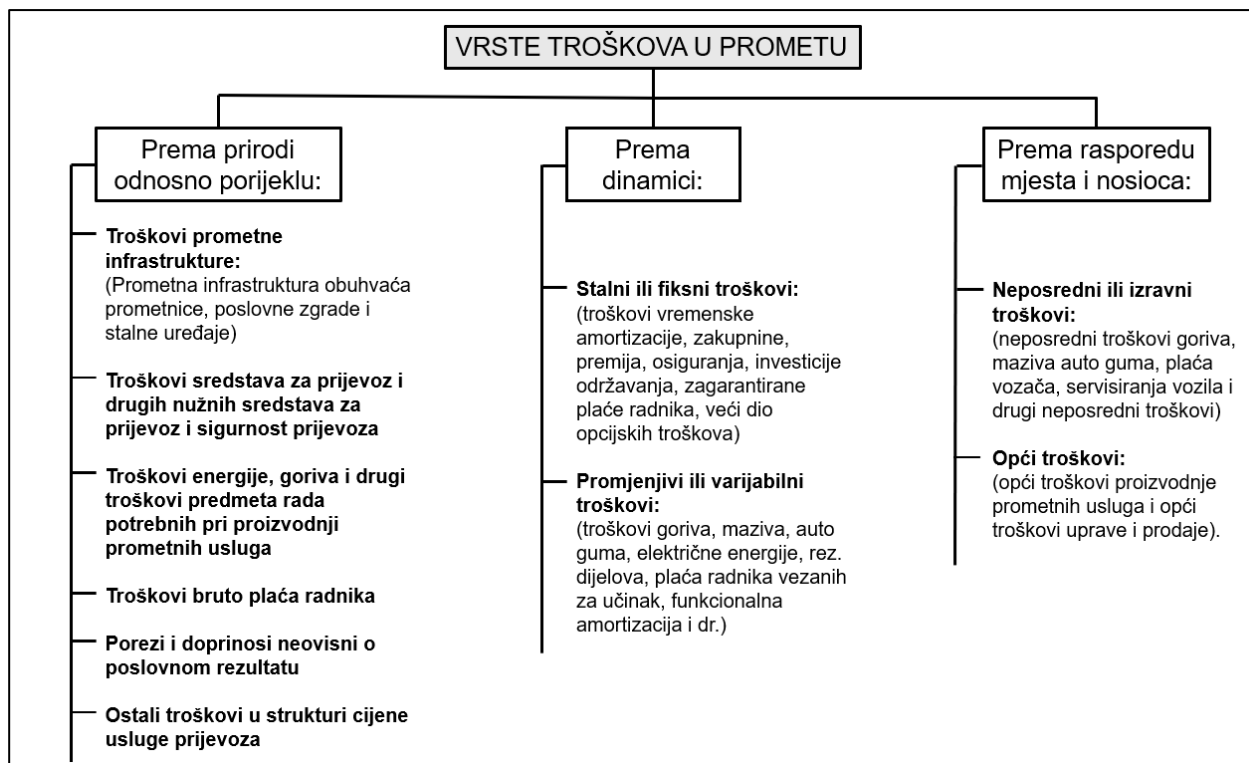 VRSTE TROŠKOVA U PROMETU
Prema prirodi
odnosno porijeklu:
Troškovi prometne
infrastrukture:
(Prometna infrastruktura obuhvaća
prometnice, poslovne zgrade i
stalne uređaje)
Troškovi sredstava za prijevoz i
drugih nužnih sredstava za
prijevoz i sigurnost prijevoza
Troškovi energije, goriva i drugi
troškovi predmeta rada
potrebnih pri proizvodnji
prometnih usluga
Troškovi bruto plaća radnika
Porezi i doprinosi neovisni o
poslovnom rezultatu
Ostali troškovi u strukturi cijene
usluge prijevoza
Prema
dinamici:
Stalni ili fiksni troškovi:
(troškovi vremenske
amortizacije, zakupnine,
premija, osiguranja, investicije
održavanja, zagarantirane
plaće radnika, veći dio
opcijskih troškova)
Promjenjivi ili varijabilni
troškovi:
(troškovi goriva, maziva, auto
guma, električne energije, rez.
dijelova, plaća radnika vezanih
za učinak, funkcionalna
amortizacija i dr.)
Prema rasporedu
mjesta i nosioca:
Neposredni ili izravni
troškovi:
(neposredni troškovi goriva,
maziva auto guma, plaća
vozača, servisiranja vozila i
drugi neposredni troškovi)
Opći troškovi:
(opći troškovi proizvodnje
prometnih usluga i opći
troškovi uprave i prodaje).